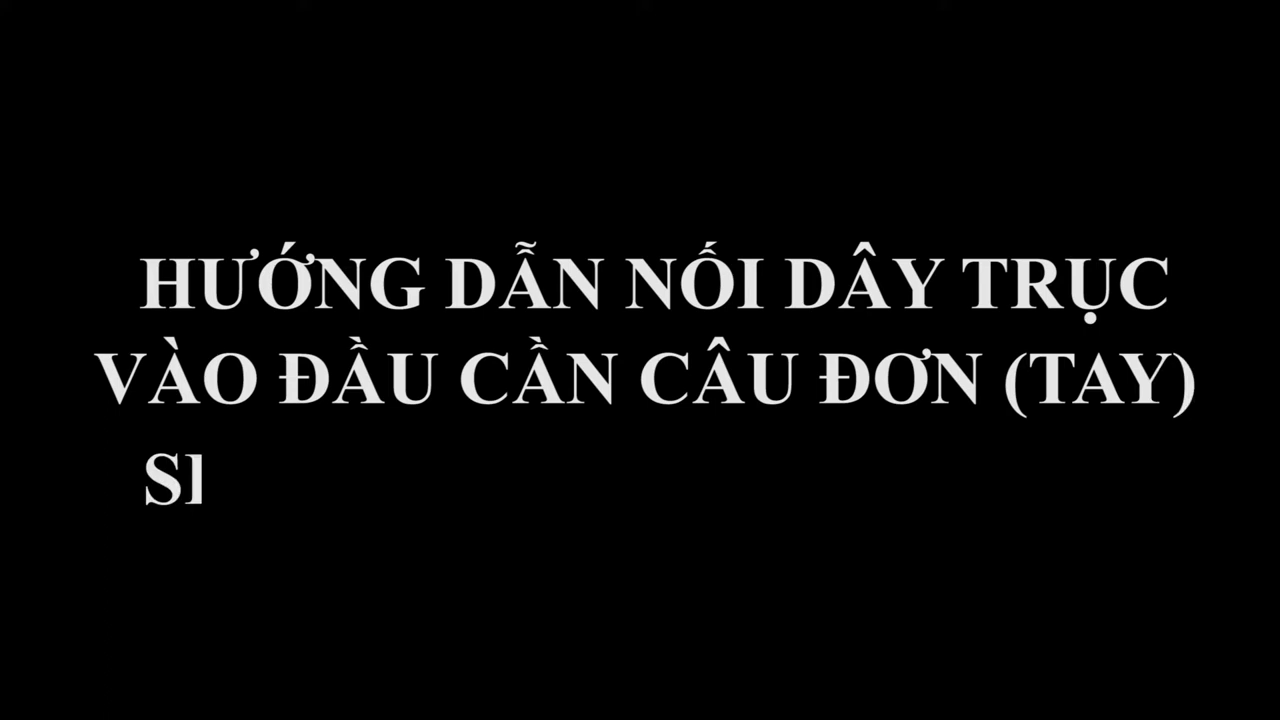 HƯỚNG DẪN NỐI DÂY TRỤC
VÀO ĐẦU CẦN CÂU ĐƠN (TAY)